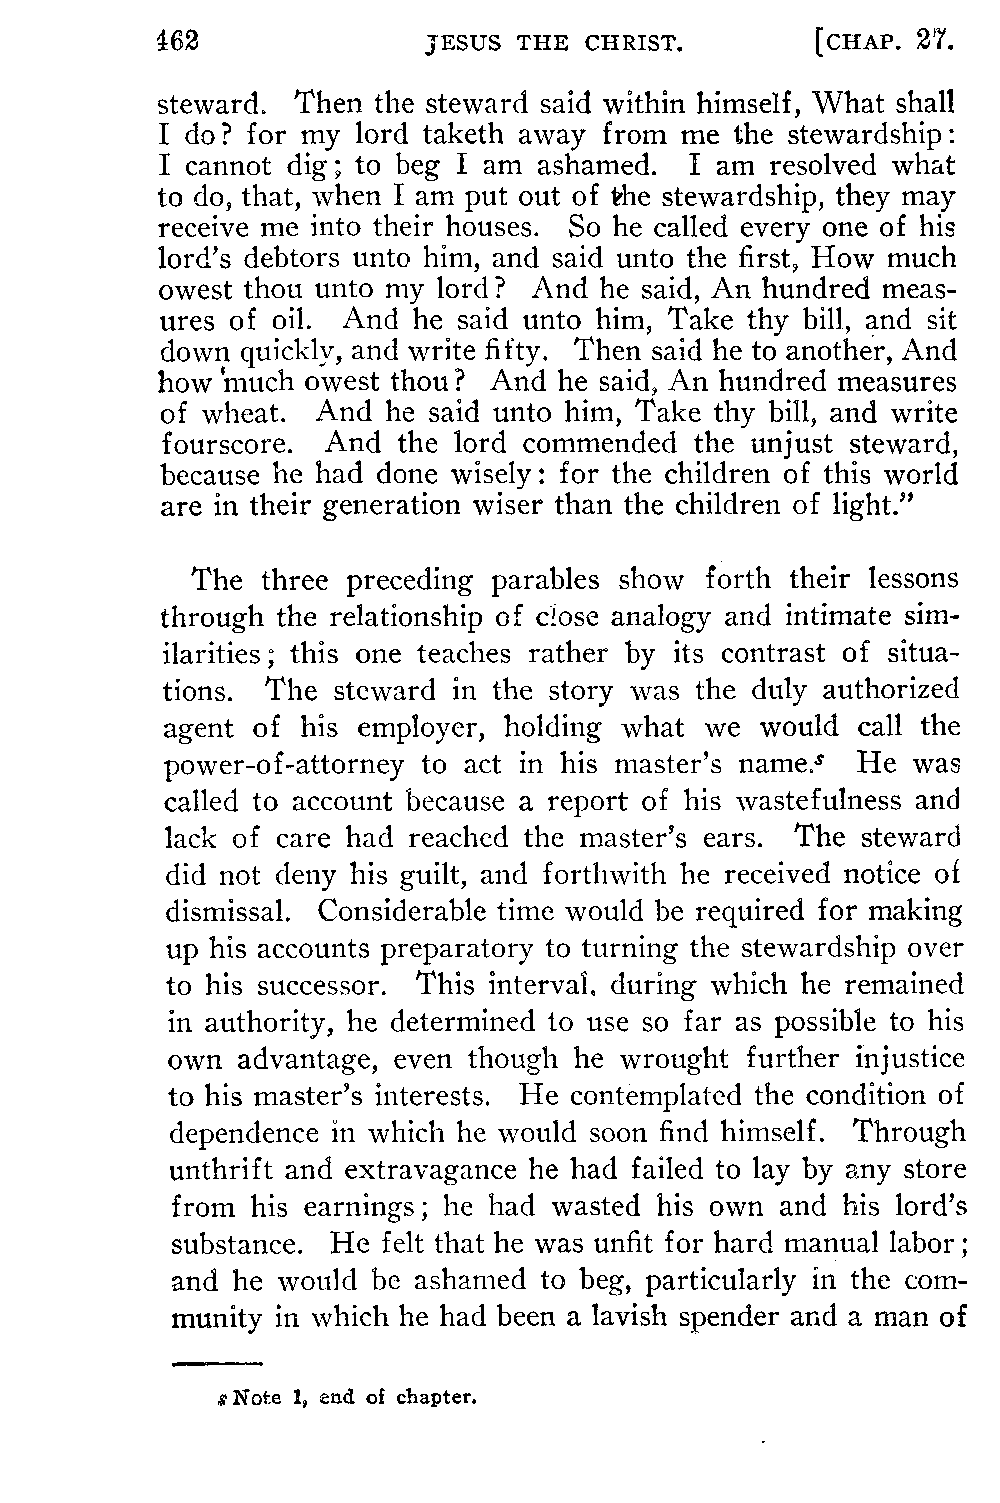 462 JESUS THE CHRIST. [CHAP. 27.
steward. Then the steward said within himself, What shall
I do? for my lord taketh away from me the stewardship:
I cannot dig; to beg I am ashamed. I am resolved what
to do, that, when I am put out of the stewardship, they may
receive me into their houses. So he called every one of his
lord's debtors unto him, and said unto the first, How much
owest thou unto my lord? And he said, An hundred meas-
ures of oil. And he said unto him, Take thy bill, and sit
down quickly, and write fifty. Then said he to another, And
how much owest thou? And he said, An hundred measures
of wheat. And he said unto him, Take thy bill, and write
fourscore. And the lord commended the unjust steward,
because he had done wisely: for the children of this world
are in their generation wiser than the children of light."
The three preceding parables show forth their lessons
through the relationship of close analogy and intimate sim-
ilarities; this one teaches rather by its contrast of situa-
tions. The steward in the story was the duly authorized
agent of his employer, holding what we would call the
power-of-attorney to act in his master's name.s He was
called to account because a report of his wastefulness and
lack of care had reached the master's ears. The steward
did not deny his guilt, and forthwith he received notice of
dismissal. Considerable time would be required for making
up his accounts preparatory to turning the stewardship over
to his successor. This interval, during which he remained
in authority, he determined to use so far as possible to his
own advantage, even though he wrought further injustice
to his master's interests. He contemplated the condition of
dependence in which he would soon find himself. Through
unthrift and extravagance he had failed to lay by any store
from his earnings; he had wasted his own and his lord's
substance. He felt that he was unfit for hard manual labor;
and he would be ashamed to beg, particularly in the com-
munity in which he had been a lavish spender and a man of
s Note 1, end of chapter.